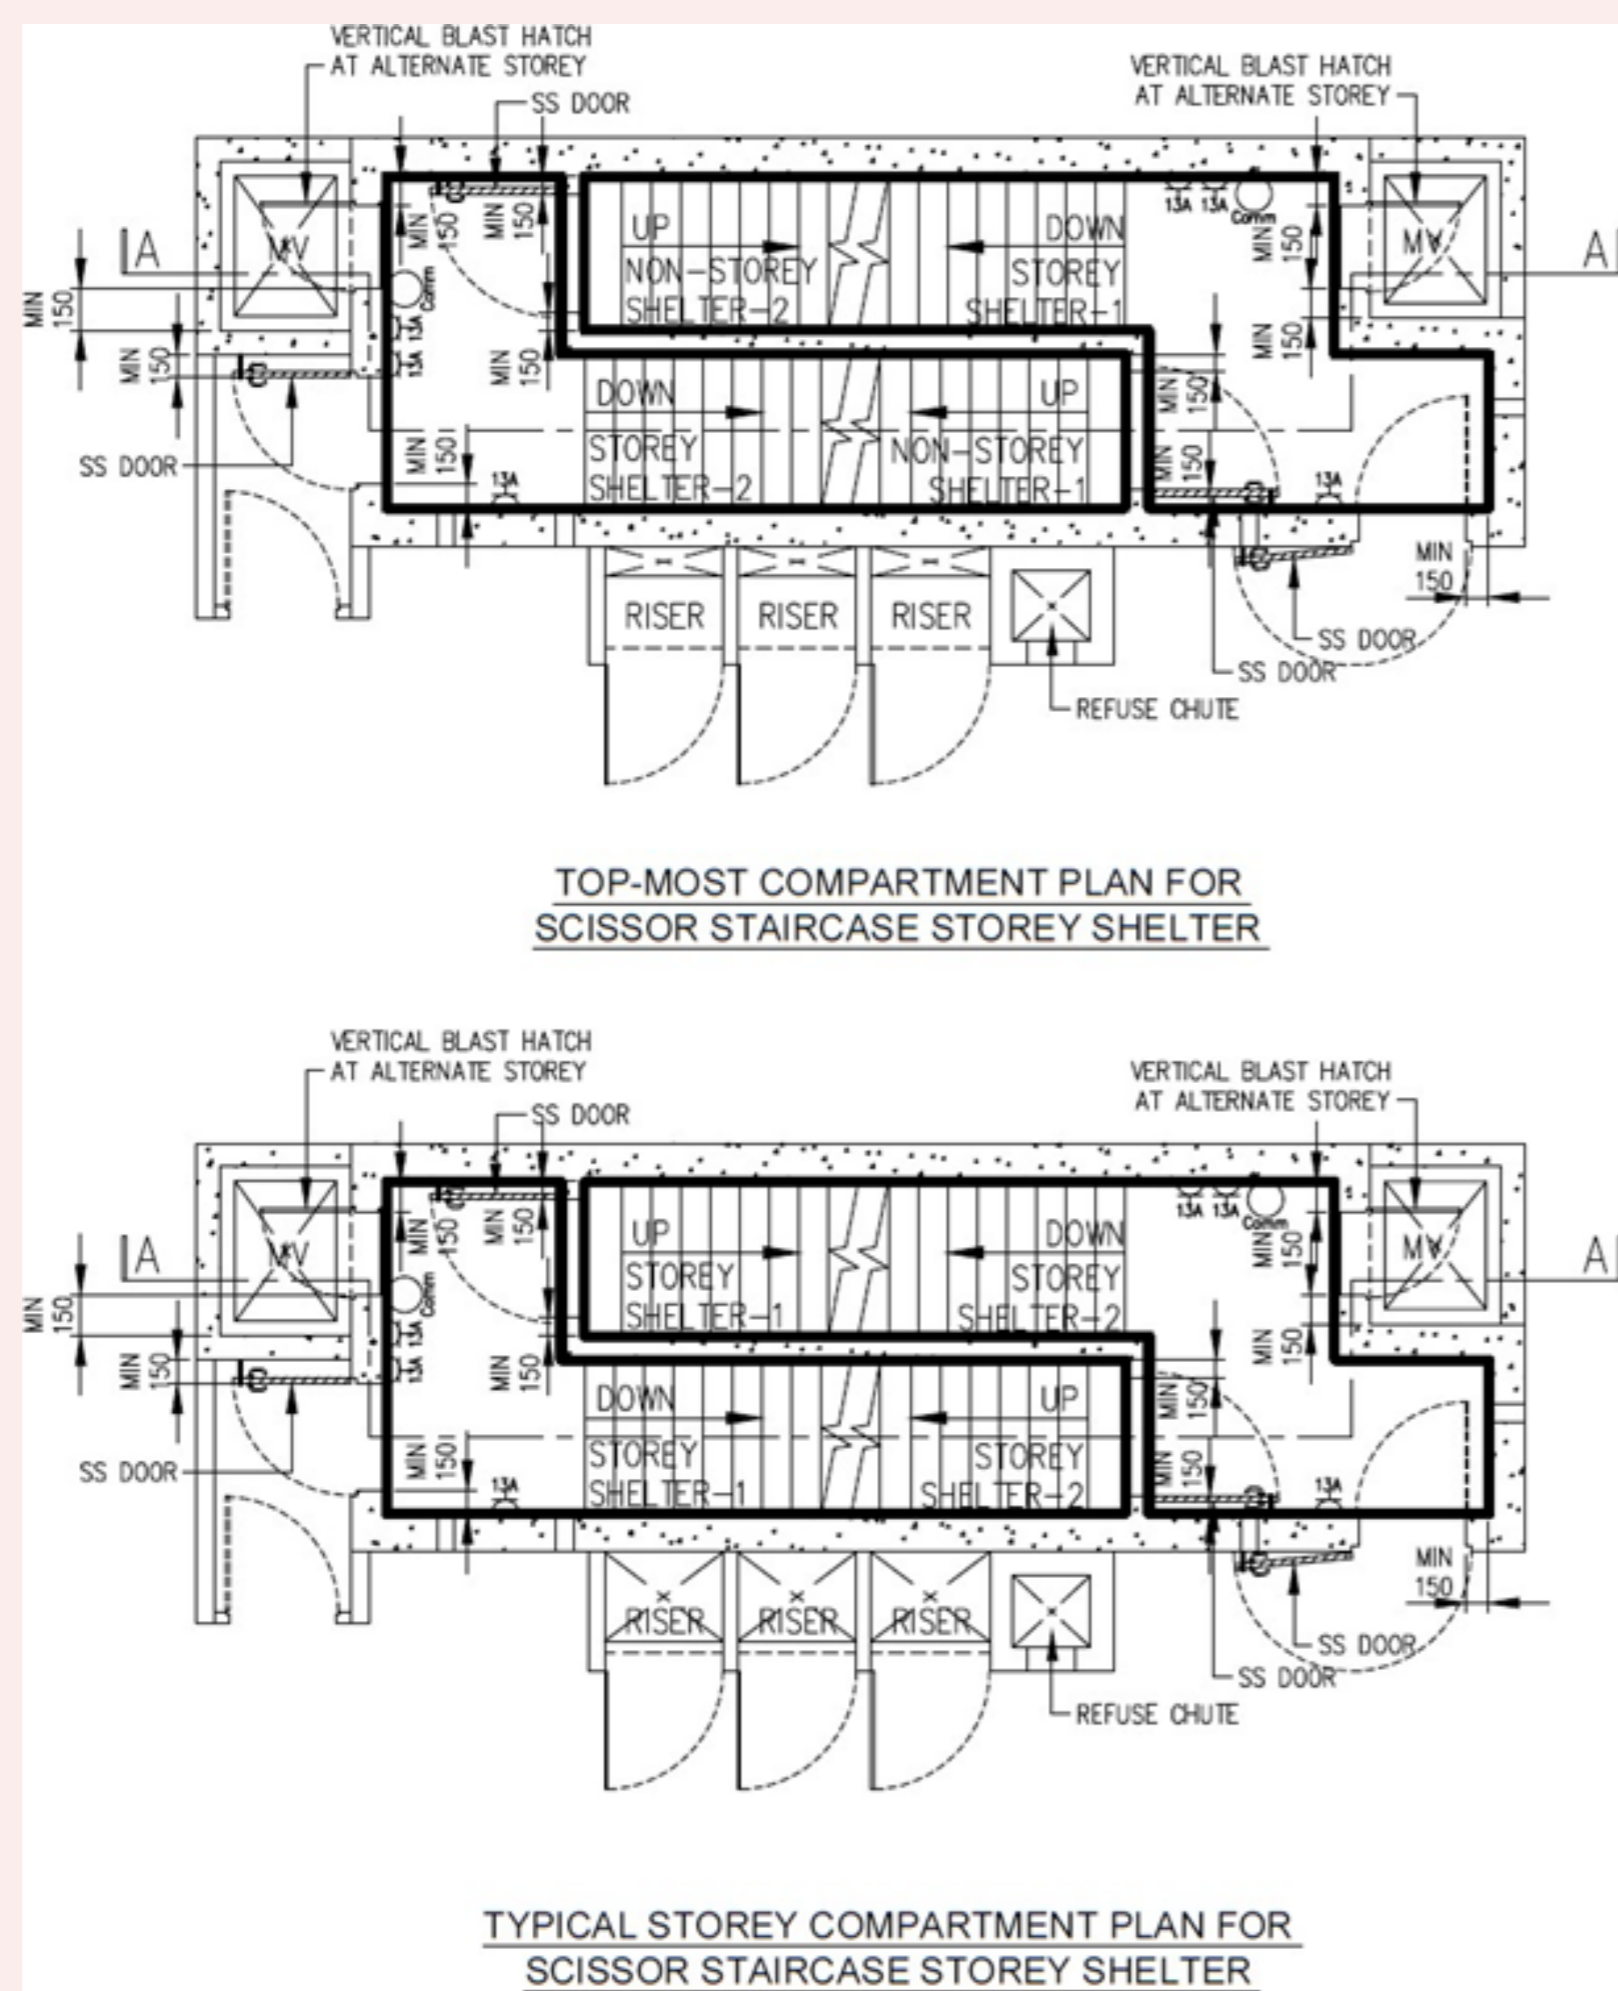 VERTICAL BLAST HATCH
AT ALTERNATE STOREY
SS DOOR
VERTICAL BLAST HATCH
AT ALTERNATE STOREY
A
MV
MIN
150
MIN
150
MIN
150
MIN
150
Comm
13A
13A
UP
NON-STOREY
SHELTER-2
DOWN
STOREY
SHELTER-1
13A 13A
Comm
MIN
150
MV
A
MIN
150
MIN
150
MIN
150
DOWN
STOREY
SHELTER-2
UP
NON-STOREY
SHELTER-1
MIN
150
MIN
150
SS DOOR
MIN
150
13A
13A
MIN
150
RISER
RISER
RISER
SS DOOR
SS DOOR
REFUSE CHUTE
TOP-MOST COMPARTMENT PLAN FOR
SCISSOR STAIRCASE STOREY SHELTER
VERTICAL BLAST HATCH
AT ALTERNATE STOREY
SS DOOR
VERTICAL BLAST HATCH
AT ALTERNATE STOREY
A
MV
MIN
150
MIN
150
MIN
150
MIN
150
Comm
13A
13A
UP
STOREY
SHELTER-1
DOWN
STOREY
SHELTER-2
13A 13A
Comm
MIN
150
MV
A
MIN
150
MIN
150
MIN
150
DOWN
STOREY
SHELTER-1
UP
STOREY
SHELTER-2
MIN
150
MIN
150
SS DOOR
MIN
150
13A
13A
MIN
150
RISER
RISER
RISER
SS DOOR
SS DOOR
REFUSE CHUTE
TYPICAL STOREY COMPARTMENT PLAN FOR
SCISSOR STAIRCASE STOREY SHELTER